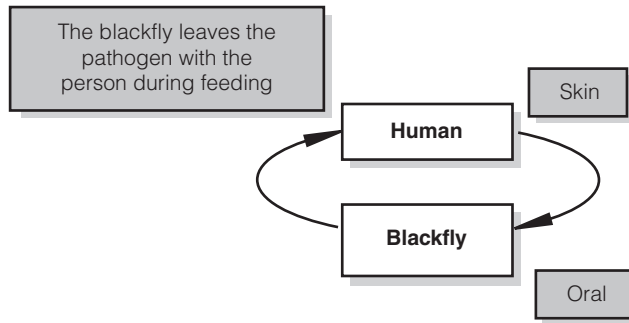 The blackfly leaves the
pathogen with the
person during feeding
Skin
Human
Blackfly
Oral